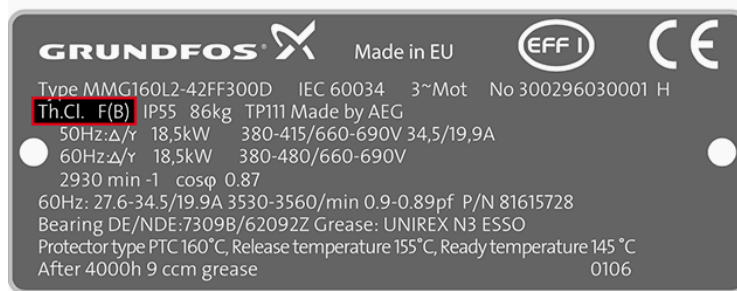 GRUNDFOS Made in EU EFF I CE
Type MMG160L2-42FF300D IEC 60034 3~Mot No 300296030001 H
Th.Cl. F(B) IP55 86kg TP111 Made by AEG
50Hz:Δ/Y 18,5kW 380-415/660-690V 34,5/19,9A
60Hz:Δ/Y 18,5kW 380-480/660-690V
2930 min -1 cosφ 0.87
60Hz: 27.6-34.5/19.9A 3530-3560/min 0.9-0.89pf P/N 81615728
Bearing DE/NDE:7309B/62092Z Grease: UNIREX N3 ESSO
Protector type PTC 160°C, Release temperature 155°C, Ready temperature 145 °C
After 4000h 9 ccm grease 0106